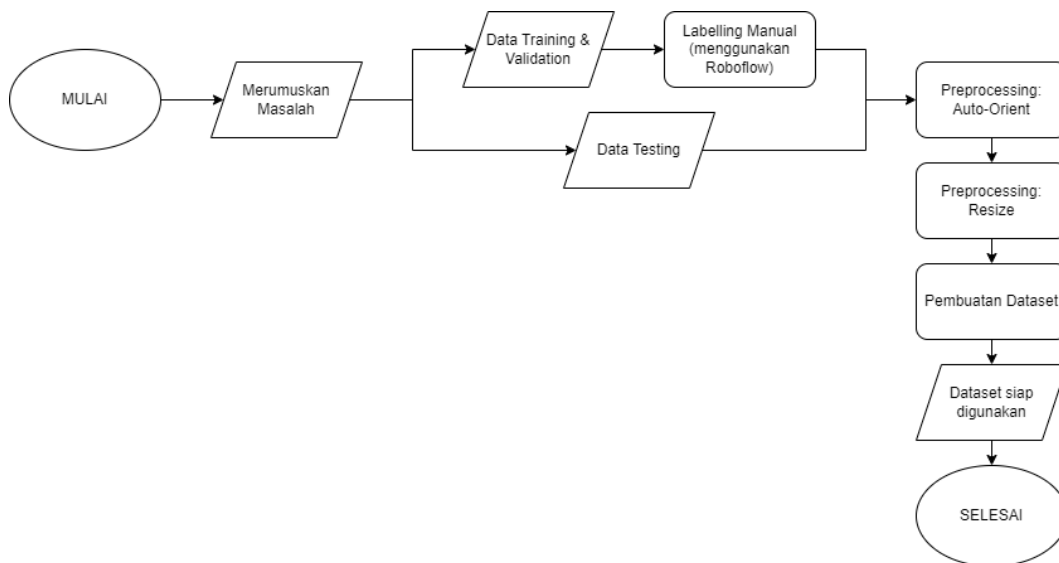 MULAI
Merumuskan
Masalah
Data Training &
Validation
Labelling Manual
(menggunakan
Roboflow)
Data Testing
Preprocessing:
Auto-Orient
Preprocessing:
Resize
Pembuatan Dataset
Dataset siap
digunakan
SELESAI